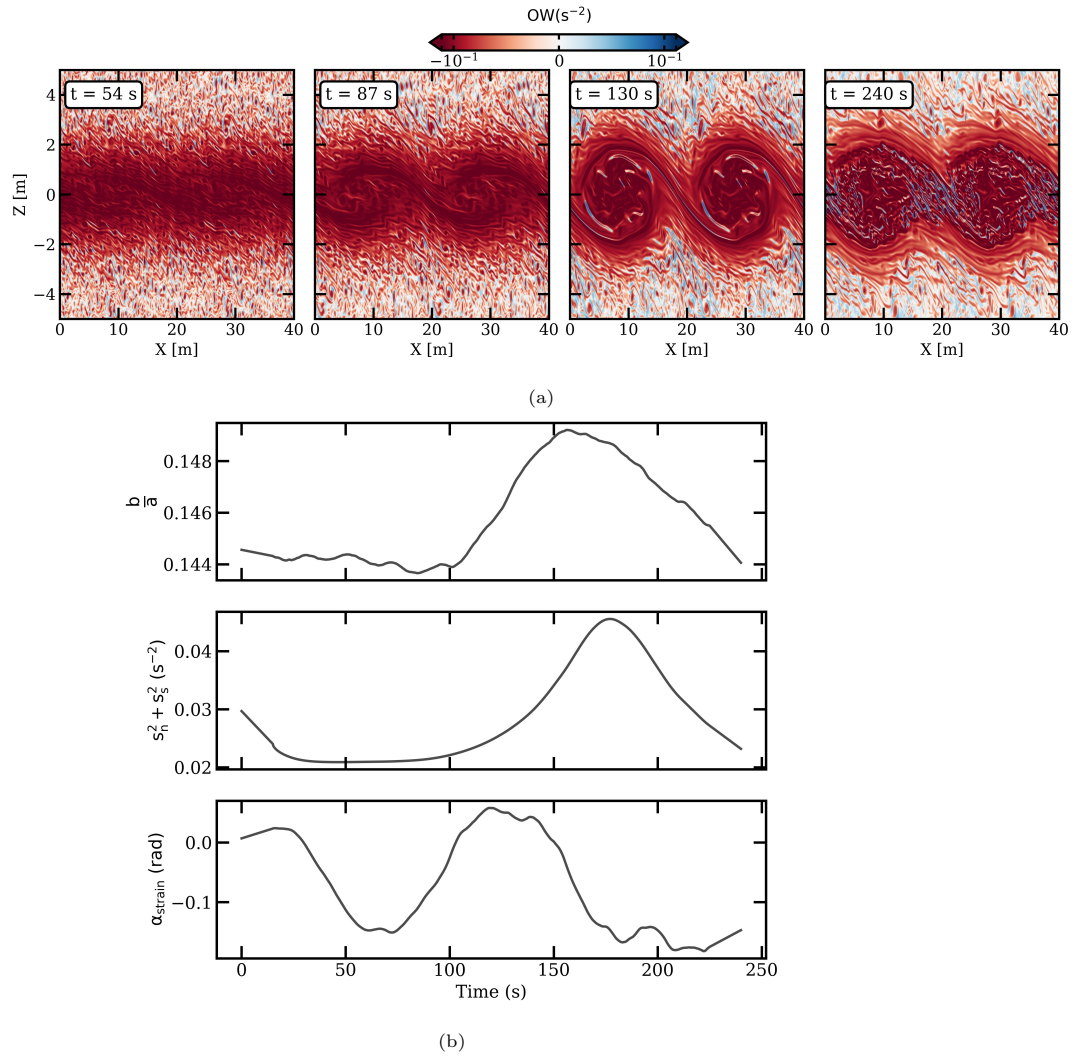 OW(s⁻²)
−10⁻¹ 0 10⁻¹
t = 54 s t = 87 s t = 130 s t = 240 s
Z [m]
4
2
0
−2
−4
0 10 20 30 40 0 10 20 30 40 0 10 20 30 40 0 10 20 30 40
X [m] X [m] X [m] X [m]
(a)
b/a
0.148
0.146
0.144
s_n² + s_s² (s⁻²)
0.04
0.03
0.02
α_strain (rad)
0.0
−0.1
0 50 100 150 200 250
Time (s)
(b)